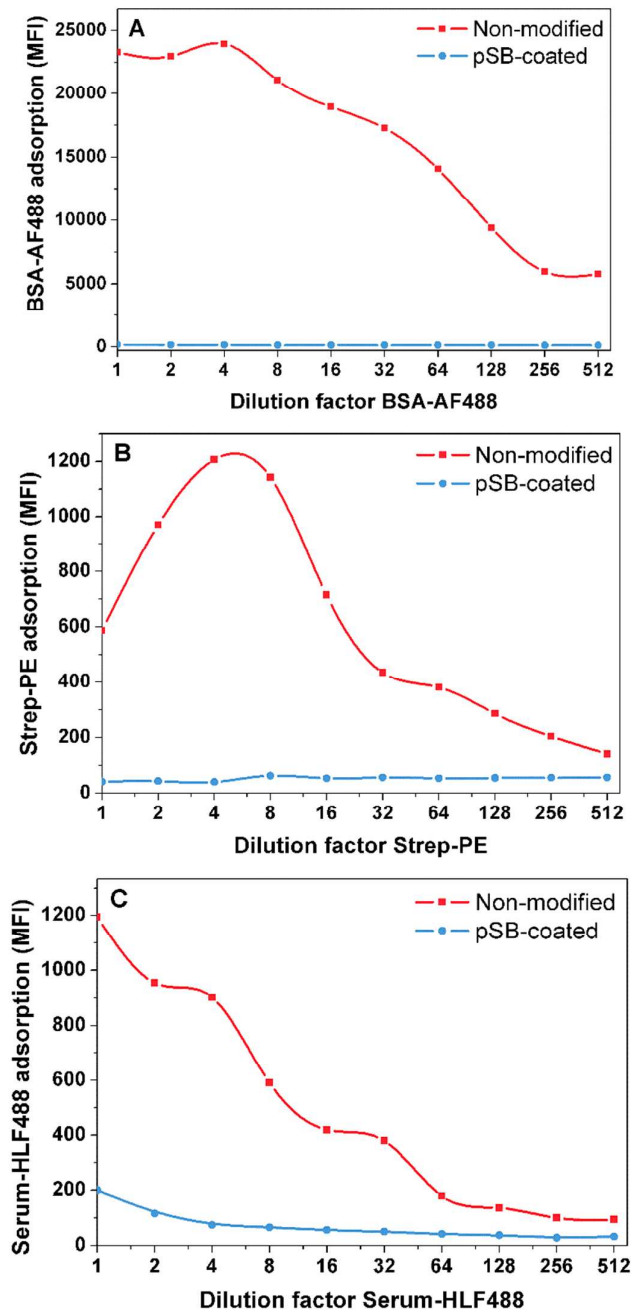 A
Non-modified
pSB-coated
25000
20000
15000
10000
5000
0
BSA-AF488 adsorption (MFI)
1 2 4 8 16 32 64 128 256 512
Dilution factor BSA-AF488
B
Non-modified
pSB-coated
1200
1000
800
600
400
200
0
Strep-PE adsorption (MFI)
1 2 4 8 16 32 64 128 256 512
Dilution factor Strep-PE
C
Non-modified
pSB-coated
1200
1000
800
600
400
200
0
Serum-HLF488 adsorption (MFI)
1 2 4 8 16 32 64 128 256 512
Dilution factor Serum-HLF488